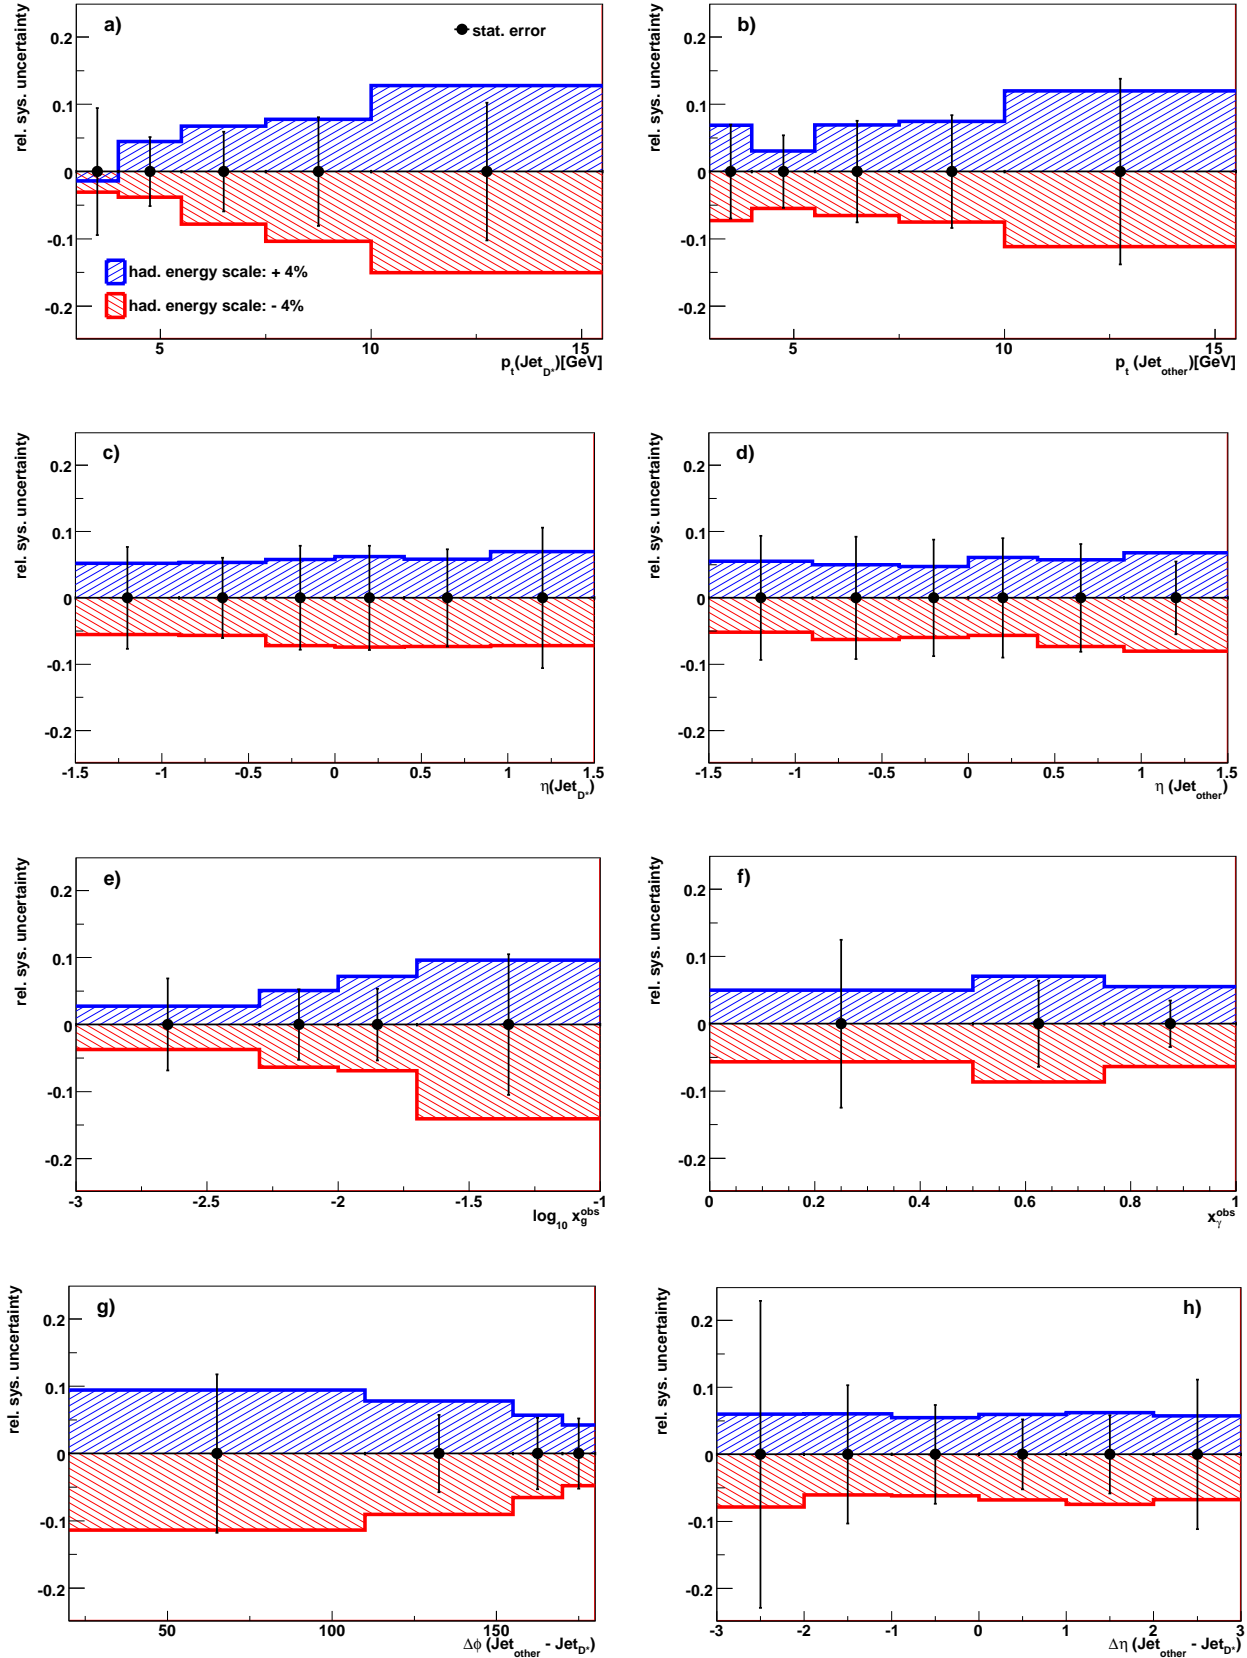 rel. sys. uncertainty
a)
stat. error
0.2
0.1
0
-0.1
-0.2
had. energy scale: + 4%
had. energy scale: - 4%
5 10 15
p_t(Jet_D*)[GeV]
rel. sys. uncertainty
b)
0.2
0.1
0
-0.1
-0.2
5 10 15
p_t (Jet_other)[GeV]
rel. sys. uncertainty
c)
0.2
0.1
0
-0.1
-0.2
-1.5 -1 -0.5 0 0.5 1 1.5
η(Jet_D*)
rel. sys. uncertainty
d)
0.2
0.1
0
-0.1
-0.2
-1.5 -1 -0.5 0 0.5 1 1.5
η (Jet_other)
rel. sys. uncertainty
e)
0.2
0.1
0
-0.1
-0.2
-3 -2.5 -2 -1.5 -1
log_10 x_g^obs
rel. sys. uncertainty
f)
0.2
0.1
0
-0.1
-0.2
0 0.2 0.4 0.6 0.8 1
x_γ^obs
rel. sys. uncertainty
g)
0.2
0.1
0
-0.1
-0.2
50 100 150
Δϕ (Jet_other - Jet_D*)
rel. sys. uncertainty
h)
0.2
0.1
0
-0.1
-0.2
-3 -2 -1 0 1 2 3
Δη (Jet_other - Jet_D*)